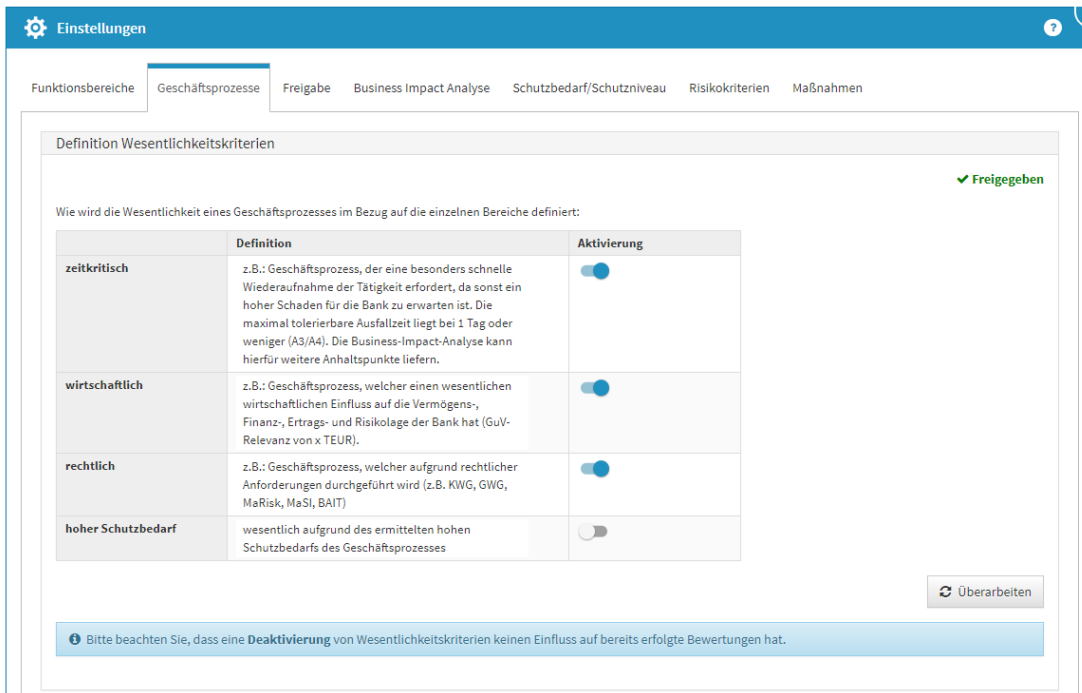 Einstellungen
?
Funktionsbereiche Geschäftsprozesse Freigabe Business Impact Analyse Schutzbedarf/Schutzniveau Risikokriterien Maßnahmen
Definition Wesentlichkeitskriterien
Freigegeben
Wie wird die Wesentlichkeit eines Geschäftsprozesses im Bezug auf die einzelnen Bereiche definiert:
Definition Aktivierung
zeitkritisch z.B.: Geschäftsprozess, der eine besonders schnelle
Wiederaufnahme der Tätigkeit erfordert, da sonst ein
hoher Schaden für die Bank zu erwarten ist. Die
maximal tolerierbare Ausfallzeit liegt bei 1 Tag oder
weniger (A3/A4). Die Business-Impact-Analyse kann
hierfür weitere Anhaltspunkte liefern.
wirtschaftlich z.B.: Geschäftsprozess, welcher einen wesentlichen
wirtschaftlichen Einfluss auf die Vermögens-,
Finanz-, Ertrags- und Risikolage der Bank hat (GuV-
Relevanz von x TEUR).
rechtlich z.B.: Geschäftsprozess, welcher aufgrund rechtlicher
Anforderungen durchgeführt wird (z.B. KWG, GWG,
MaRisk, MaSI, BAIT)
hoher Schutzbedarf wesentlich aufgrund des ermittelten hohen
Schutzbedarfs des Geschäftsprozesses
Überarbeiten
Bitte beachten Sie, dass eine Deaktivierung von Wesentlichkeitskriterien keinen Einfluss auf bereits erfolgte Bewertungen hat.